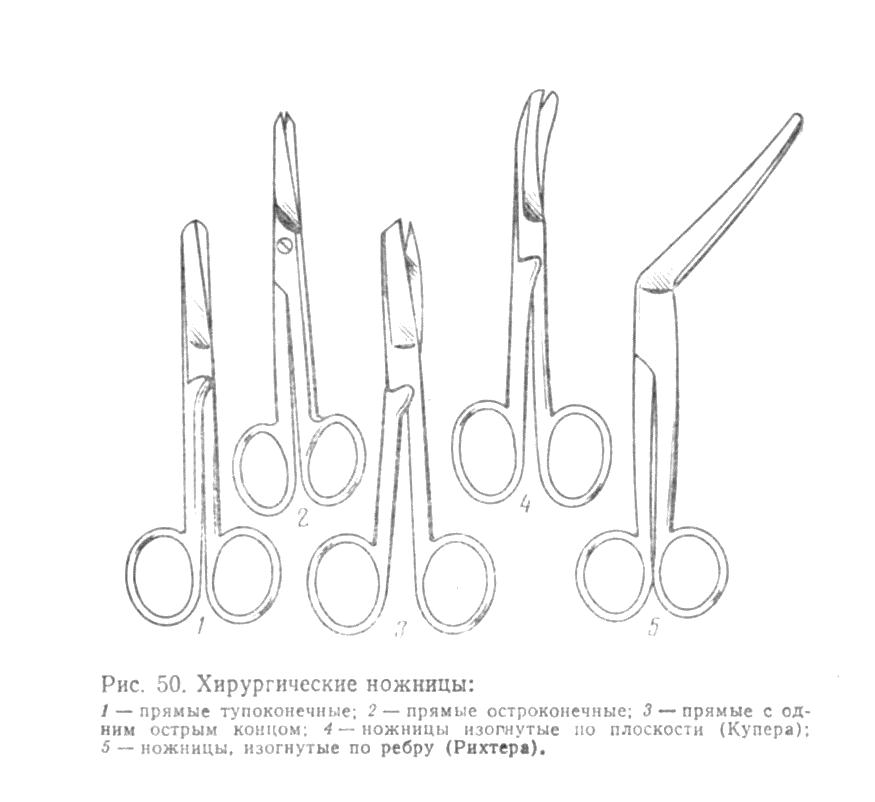 2
4
1
3
5
Рис. 50. Хирургические ножницы:
1 — прямые тупоконечные; 2 — прямые остроконечные; 3 — прямые с од-
ним острым концом; 4 — ножницы изогнутые по плоскости (Купера);
5 — ножницы, изогнутые по ребру (Рихтера).